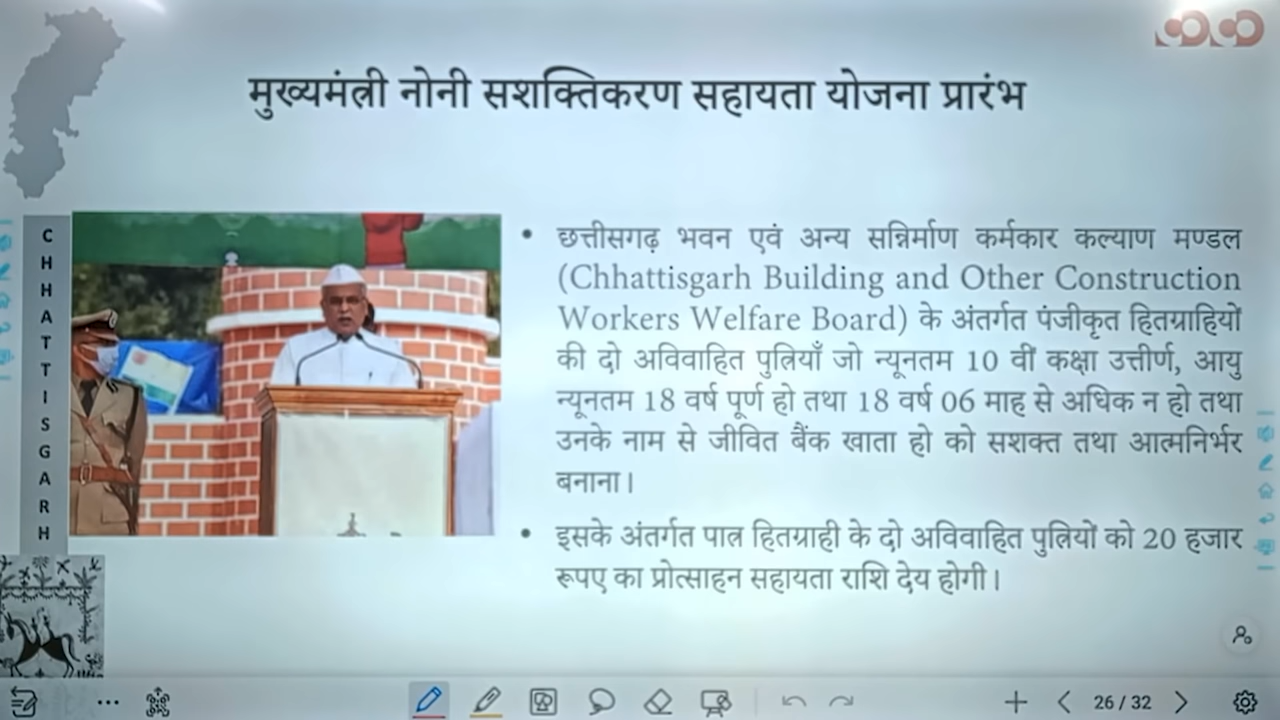 मुख्यमंत्री नोनी सशक्तिकरण सहायता योजना प्रारंभ
CHHATTISGARH
• छत्तीसगढ़ भवन एवं अन्य सन्निर्माण कर्मकार कल्याण मण्डल
(Chhattisgarh Building and Other Construction
Workers Welfare Board) के अंतर्गत पंजीकृत हितग्राहियों
की दो अविवाहित पुत्रियाँ जो न्यूनतम 10 वीं कक्षा उत्तीर्ण, आयु
न्यूनतम 18 वर्ष पूर्ण हो तथा 18 वर्ष 06 माह से अधिक न हो तथा
उनके नाम से जीवित बैंक खाता हो को सशक्त तथा आत्मनिर्भर
बनाना।
• इसके अंतर्गत पात्र हितग्राही के दो अविवाहित पुत्रियों को 20 हजार
रूपए का प्रोत्साहन सहायता राशि देय होगी।
26 / 32